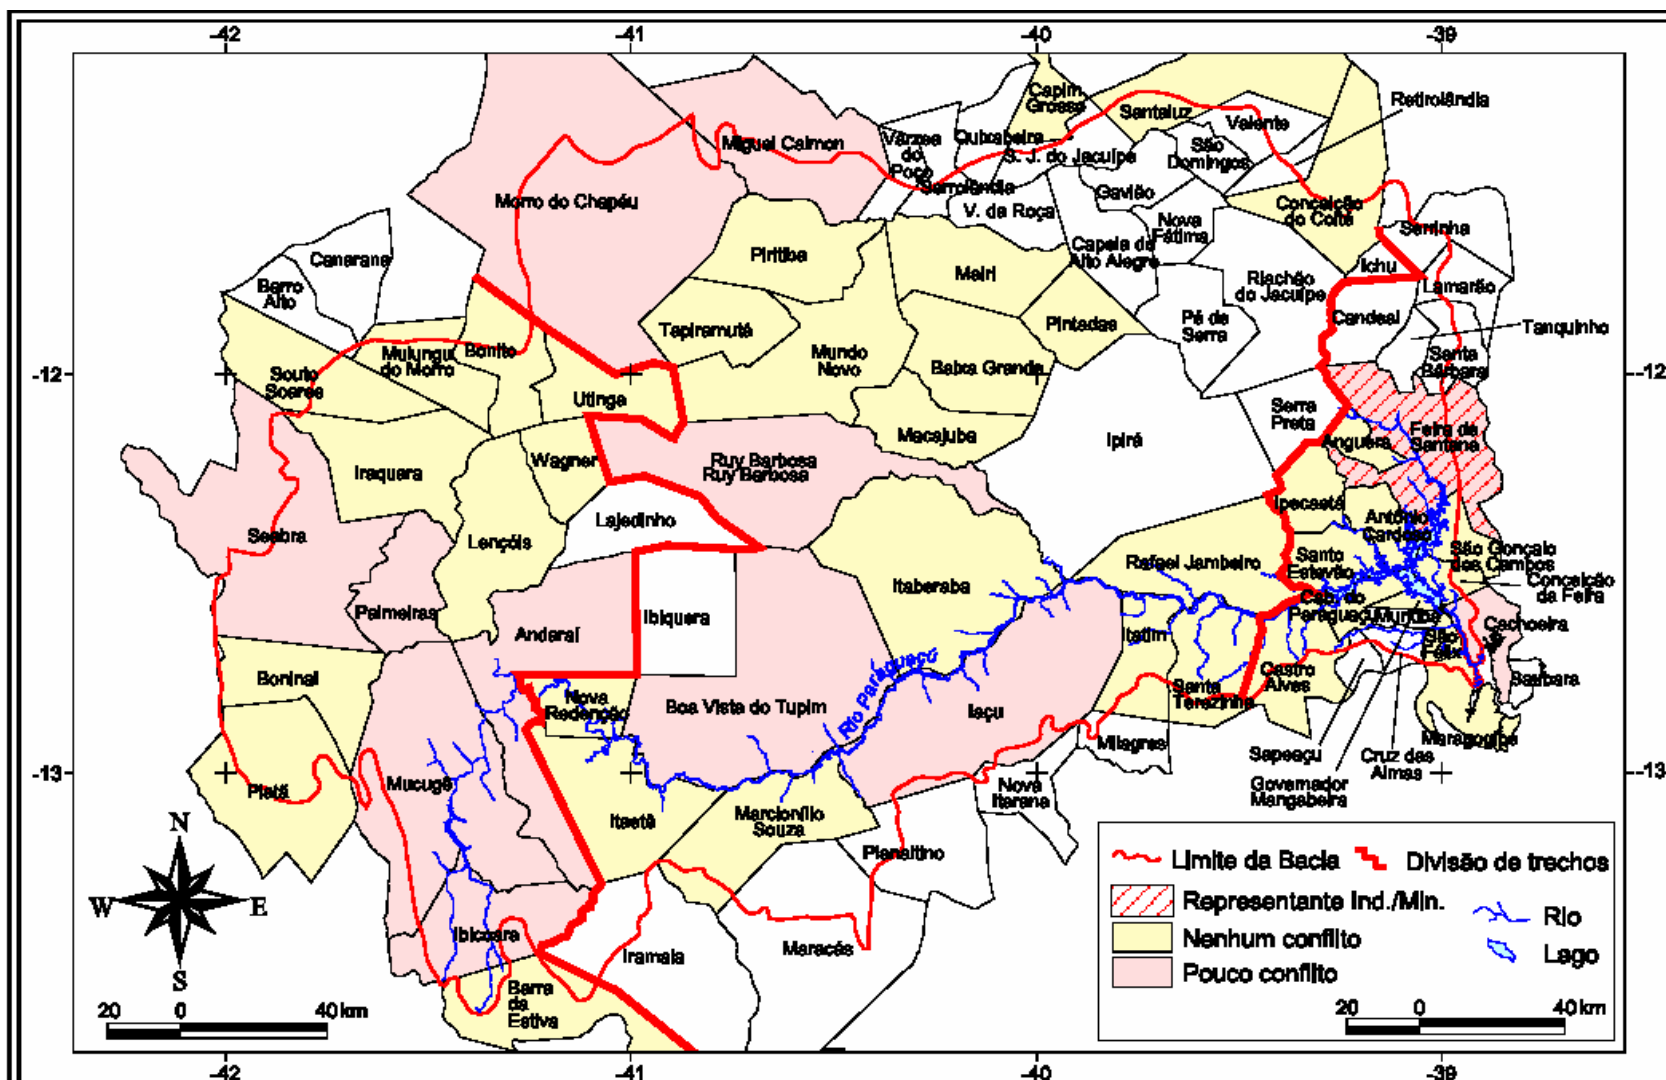 -42
-41
-40
-39
Capim
Grosso
Retirolândia
Santaluz
Valente
Várzea
do
Poço
Quixabeira
São
Domingos
Miguel Calmon
S. J. do Jacuípe
Serrolândia
Gavião
Morro do Chapéu
V. da Roça
Conceição
do Coité
Nova
Fátima
Serrinha
Canarana
Piritiba
Capela do
Alto Alegre
Ichu
Barro
Alto
Mairi
Riachão
do Jacuípe
Lamarão
Tapiramutá
Pintadas
Pé de
Serra
Candeal
Tanquinho
Mulungu
do Morro
Bonito
Mundo
Novo
Baixa Grande
Santa
Bárbara
-12
-12
Souto
Soares
Utinga
Serra
Preta
Macajuba
Ipirá
Anguera
Feira de
Santana
Iraquara
Wagner
Ruy Barbosa
Ruy Barbosa
Ipecaetá
Lajedinho
Antônio
Cardoso
Seabra
Lençóis
São Gonçalo
dos Campos
Rafael Jambeiro
Santo
Estevão
Itaberaba
Conceição
da Feira
Palmeiras
Ibiquera
Cab. do
Paraguaçu
Muritiba
Cachoeira
Andaraí
Itatim
São
Félix
Rio Paraguaçú
Boninal
Castro
Alves
Saubara
Nova
Redenção
Boa Vista do Tupim
Iaçu
Santa
Terezinha
Maragogipe
Milagres
Sapeaçu
Cruz das
Almas
-13
-13
Piatã
Mucugê
Governador
Mangabeira
Nova
Itarana
Itaetê
Marcionílio
Souza
Planaltino
N
W
E
S
Ibicoara
Iramaia
Maracás
Barra
da
Estiva
20
0
40 km
Limite da Bacia
Divisão de trechos
Representante Ind./Min.
Rio
Nenhum conflito
Lago
Pouco conflito
20
0
40 km
-42
-41
-40
-39